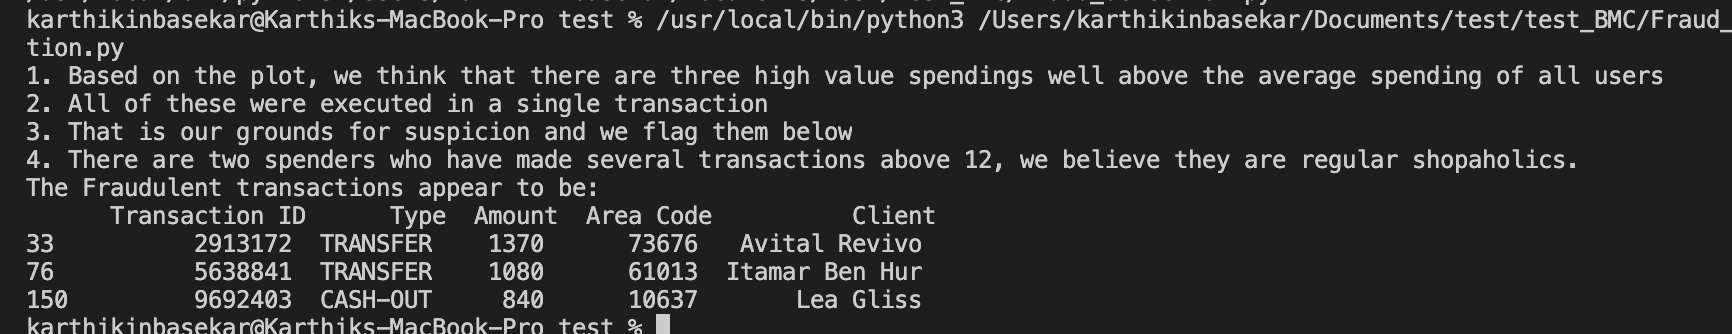 karthikinbasekar@Karthiks-MacBook-Pro test % /usr/local/bin/python3 /Users/karthikinbasekar/Documents/test/test_BMC/Fraud_
tion.py
1. Based on the plot, we think that there are three high value spendings well above the average spending of all users
2. All of these were executed in a single transaction
3. That is our grounds for suspicion and we flag them below
4. There are two spenders who have made several transactions above 12, we believe they are regular shopaholics.
The Fraudulent transactions appear to be:
Transaction ID Type Amount Area Code Client
33 2913172 TRANSFER 1370 73676 Avital Revivo
76 5638841 TRANSFER 1080 61013 Itamar Ben Hur
150 9692403 CASH-OUT 840 10637 Lea Gliss
karthikinbasekar@Karthiks-MacBook-Pro test %